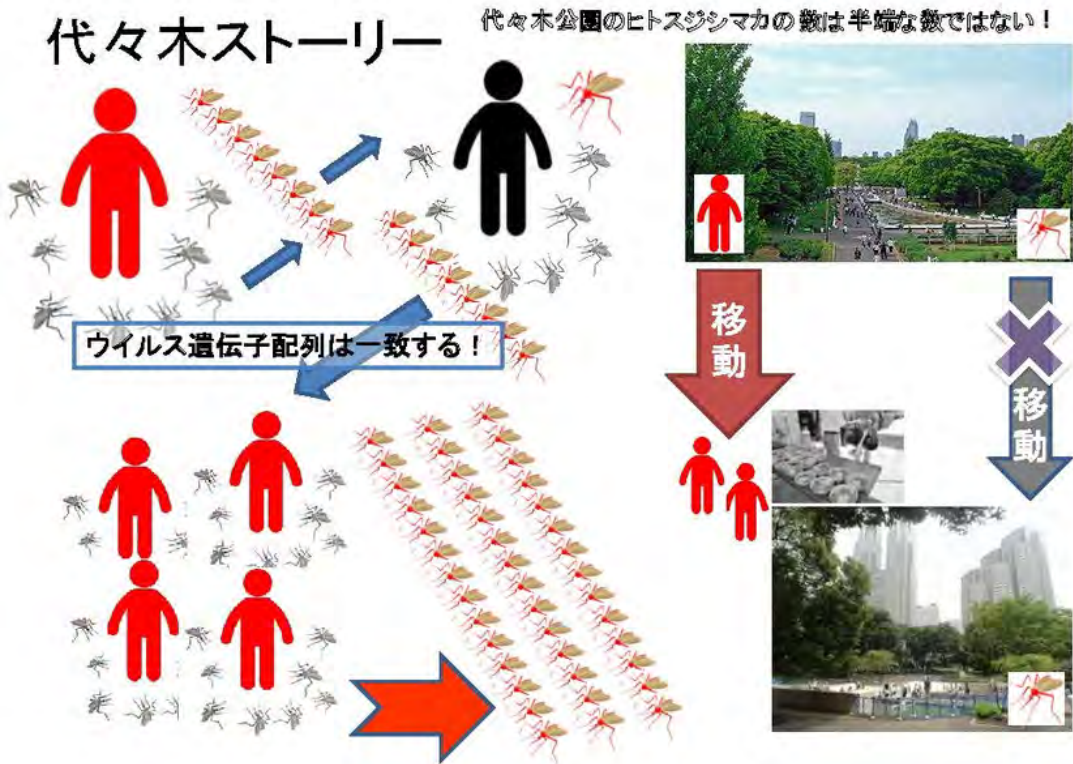 代々木ストーリー
代々木公園のヒトスジシマカの数は半端な数ではない！
ウイルス遺伝子配列は一致する！
移動
移動